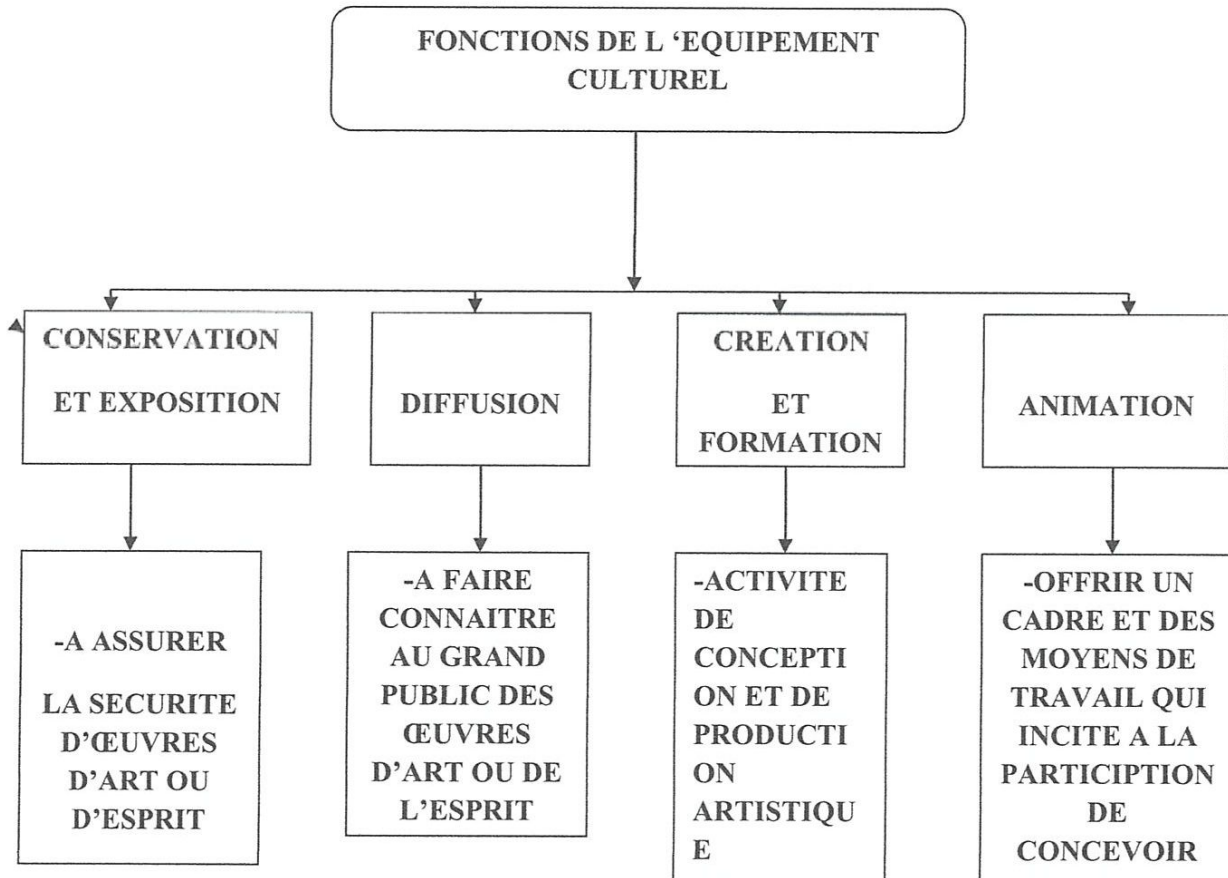 FONCTIONS DE L ‘EQUIPEMENT
CULTUREL
CONSERVATION
ET EXPOSITION
DIFFUSION
CREATION
ET
FORMATION
ANIMATION
-A ASSURER
LA SECURITE
D’ŒUVRES
D’ART OU
D’ESPRIT
-A FAIRE
CONNAITRE
AU GRAND
PUBLIC DES
ŒUVRES
D’ART OU DE
L’ESPRIT
-ACTIVITE
DE
CONCEPTI
ON ET DE
PRODUCTI
ON
ARTISTIQU
E
-OFFRIR UN
CADRE ET DES
MOYENS DE
TRAVAIL QUI
INCITE A LA
PARTICIPTION
DE
CONCEVOIR